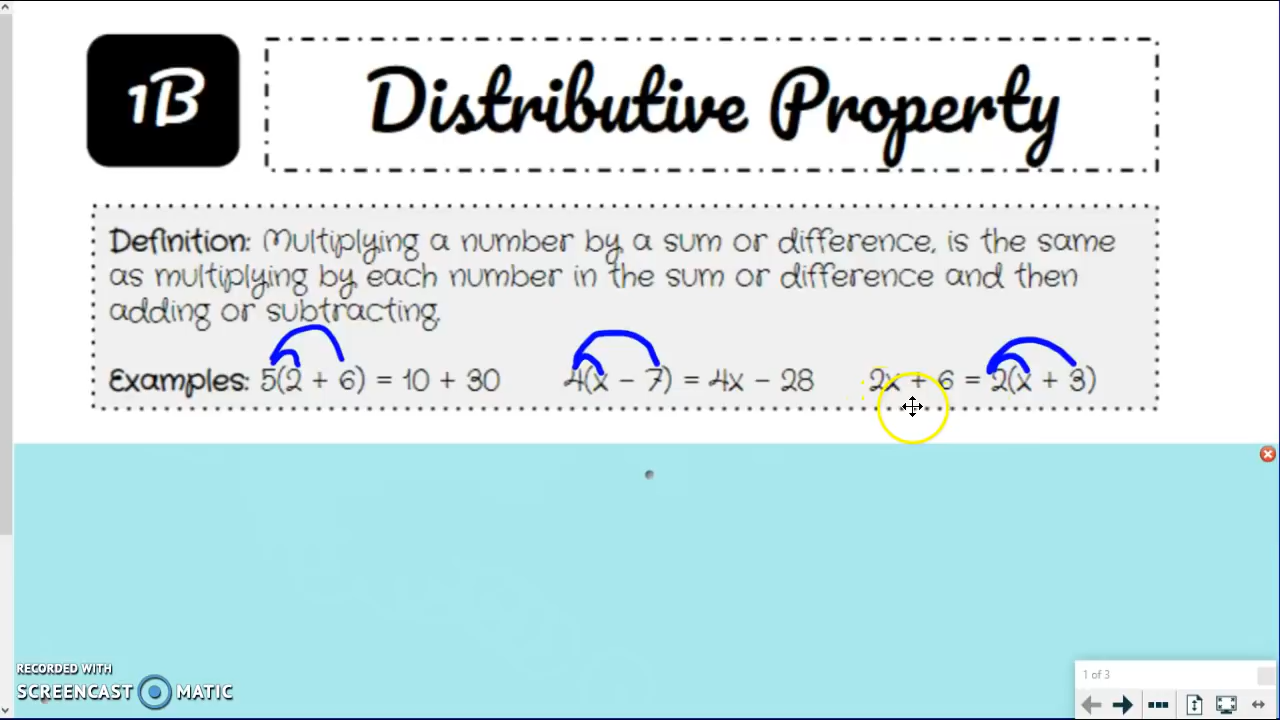 1B
Distributive Property
Definition: Multiplying a number by a sum or difference, is the same
as multiplying by each number in the sum or difference and then
adding or subtracting.
Examples: 5(2 + 6) = 10 + 30 4(x − 7) = 4x − 28 2x + 6 = 2(x + 3)
1 of 3
RECORDED WITH
SCREENCAST MATIC